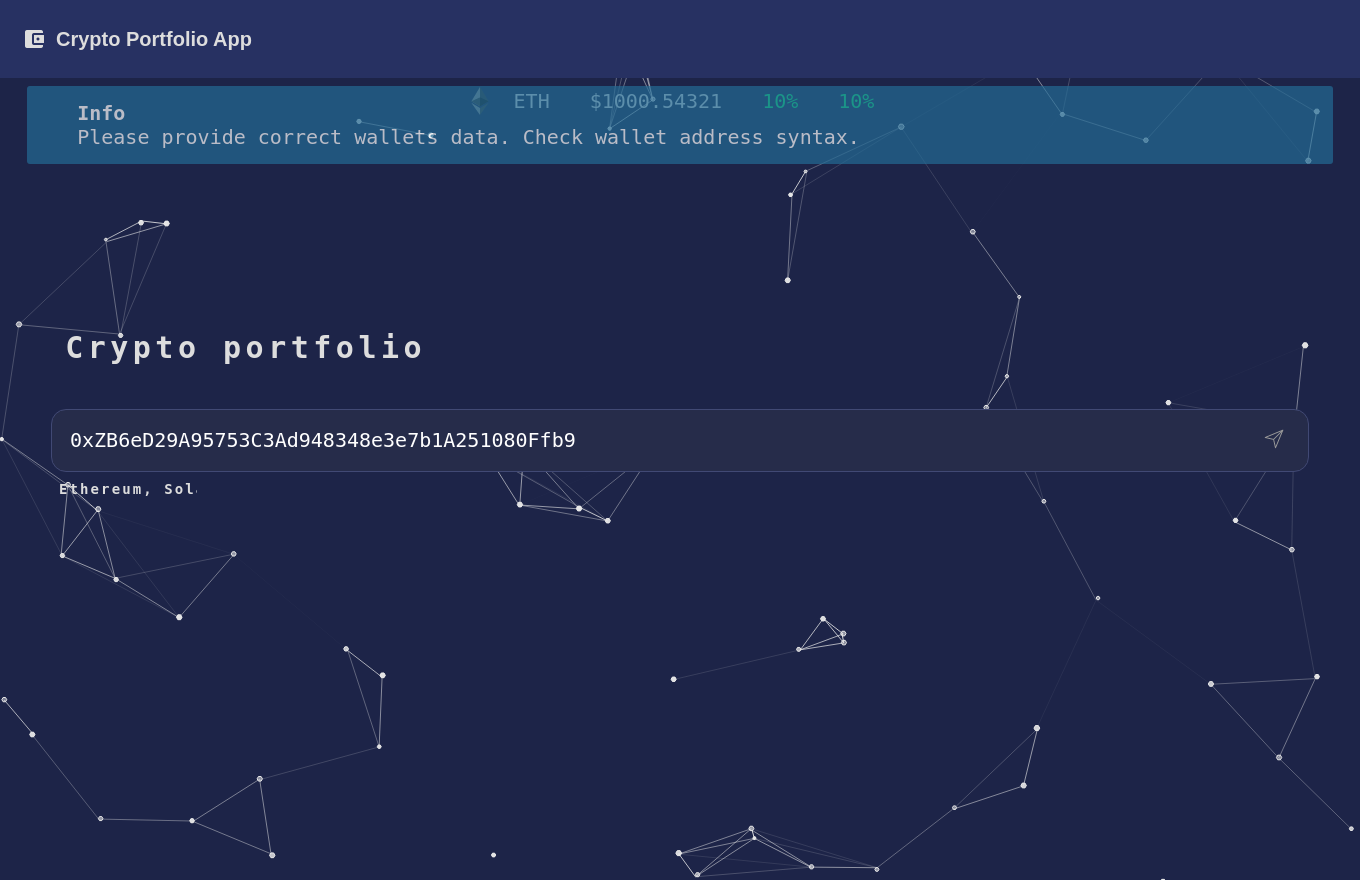 Crypto Portfolio App
ETH $1000.54321 10% 10%
Info
Please provide correct wallets data. Check wallet address syntax.
Crypto portfolio
0xZB6eD29A95753C3Ad948348e3e7b1A251080Ffb9
Ethereum, Sol